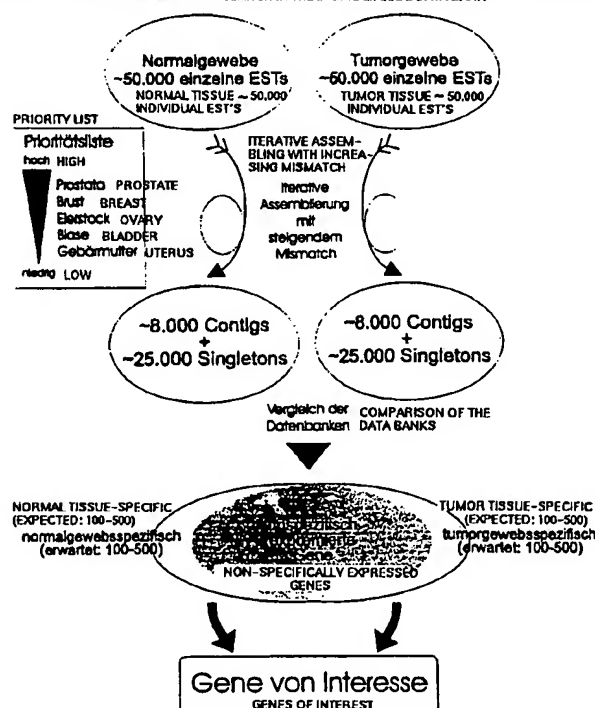 Normalgewebe
~50.000 einzelne ESTs
NORMAL TISSUE ~ 50.000
INDIVIDUAL EST'S
Tumorgewebe
~50.000 einzelne ESTs
TUMOR TISSUE ~ 50,000
INDIVIDUAL EST'S
PRIORITY LIST
Prioritätsliste
hoch HIGH
Prostata PROSTATE
Brust BREAST
Eierstock OVARY
Blase BLADDER
Gebärmutter UTERUS
niedrig LOW
ITERATIVE ASSEM-
BLING WITH INCREA-
SING MISMATCH
Iterative
Assemblierung
mit
steigendem
Mismatch
~8.000 Contigs
+
~25.000 Singletons
~8.000 Contigs
+
~25.000 Singletons
Vergleich der
Datenbanken
COMPARISON OF THE
DATA BANKS
NORMAL TISSUE-SPECIFIC
(EXPECTED: 100-500)
normalgewebsspezifisch
(erwartet: 100-500)
Gene
NON-SPECIFICALLY EXPRESSED
GENES
TUMOR TISSUE-SPECIFIC
(EXPECTED: 100-500)
tumorgewebsspezifisch
(erwartet: 100-500)
Gene von Interesse
GENES OF INTEREST